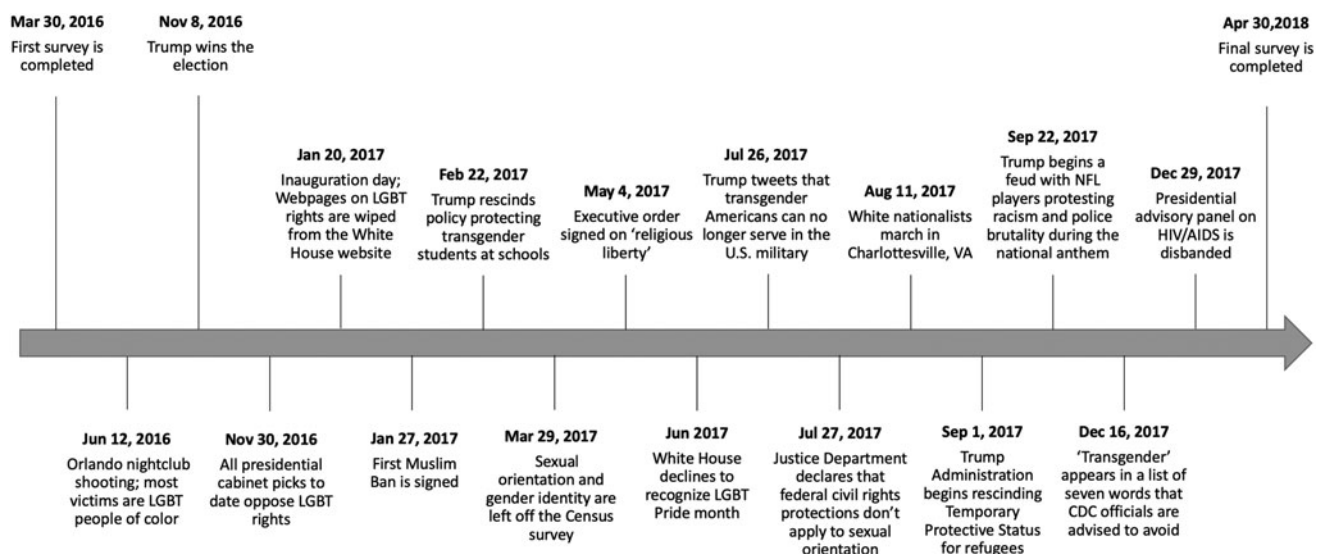 Mar 30, 2016
First survey is
completed
Nov 8, 2016
Trump wins the
election
Apr 30,2018
Final survey is
completed
Jan 20, 2017
Inauguration day;
Webpages on LGBT
rights are wiped
from the White
House website
Feb 22, 2017
Trump rescinds
policy protecting
transgender
students at schools
May 4, 2017
Executive order
signed on ‘religious
liberty’
Jul 26, 2017
Trump tweets that
transgender
Americans can no
longer serve in the
U.S. military
Aug 11, 2017
White nationalists
march in
Charlottesville, VA
Sep 22, 2017
Trump begins a
feud with NFL
players protesting
racism and police
brutality during the
national anthem
Dec 29, 2017
Presidential
advisory panel on
HIV/AIDS is
disbanded
Jun 12, 2016
Orlando nightclub
shooting; most
victims are LGBT
people of color
Nov 30, 2016
All presidential
cabinet picks to
date oppose LGBT
rights
Jan 27, 2017
First Muslim
Ban is signed
Mar 29, 2017
Sexual
orientation and
gender identity are
left off the Census
survey
Jun 2017
White House
declines to
recognize LGBT
Pride month
Jul 27, 2017
Justice Department
declares that
federal civil rights
protections don’t
apply to sexual
orientation
Sep 1, 2017
Trump
Administration
begins rescinding
Temporary
Protective Status
for refugees
Dec 16, 2017
‘Transgender’
appears in a list of
seven words that
CDC officials are
advised to avoid